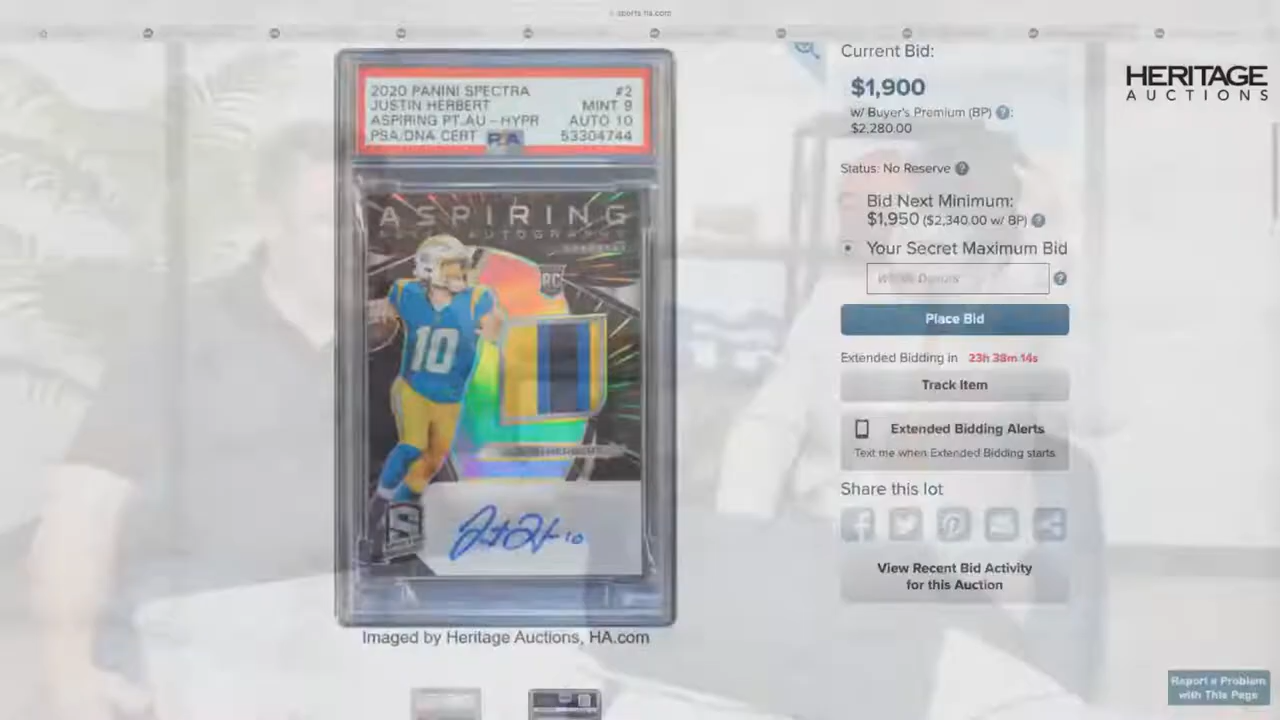 sports.ha.com
2020 PANINI SPECTRA #2
JUSTIN HERBERT MINT 9
ASPIRING PT.AU - HYPR AUTO 10
PSA/DNA CERT 53304744
ASPIRING
10
RC
HERBERT
Imaged by Heritage Auctions, HA.com
Current Bid:
$1,900
w/ Buyer's Premium (BP) ?:
$2,280.00
Status: No Reserve ?
Bid Next Minimum:
$1,950 ($2,340.00 w/ BP) ?
Your Secret Maximum Bid
?
Place Bid
Extended Bidding in 23h 38m 14s
Track Item
Extended Bidding Alerts
Text me when Extended Bidding starts
Share this lot
View Recent Bid Activity
for this Auction
HERITAGE
AUCTIONS
Report a Problem
with This Page